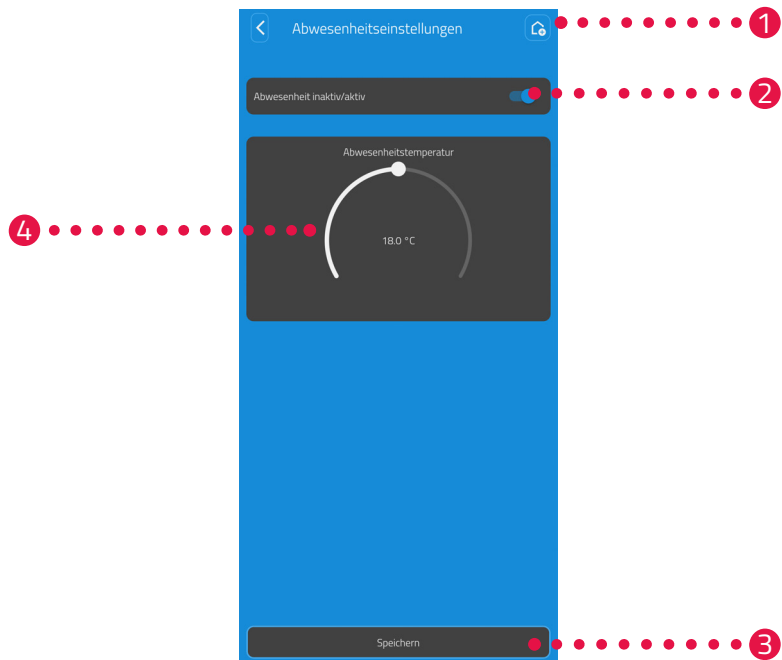 Abwesenheitseinstellungen
1
Abwesenheit inaktiv/aktiv
2
Abwesenheitstemperatur
4
18.0 °C
Speichern
3